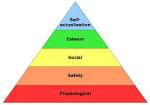 Self-
actualisation
Esteem
Social
Safety
Physiological